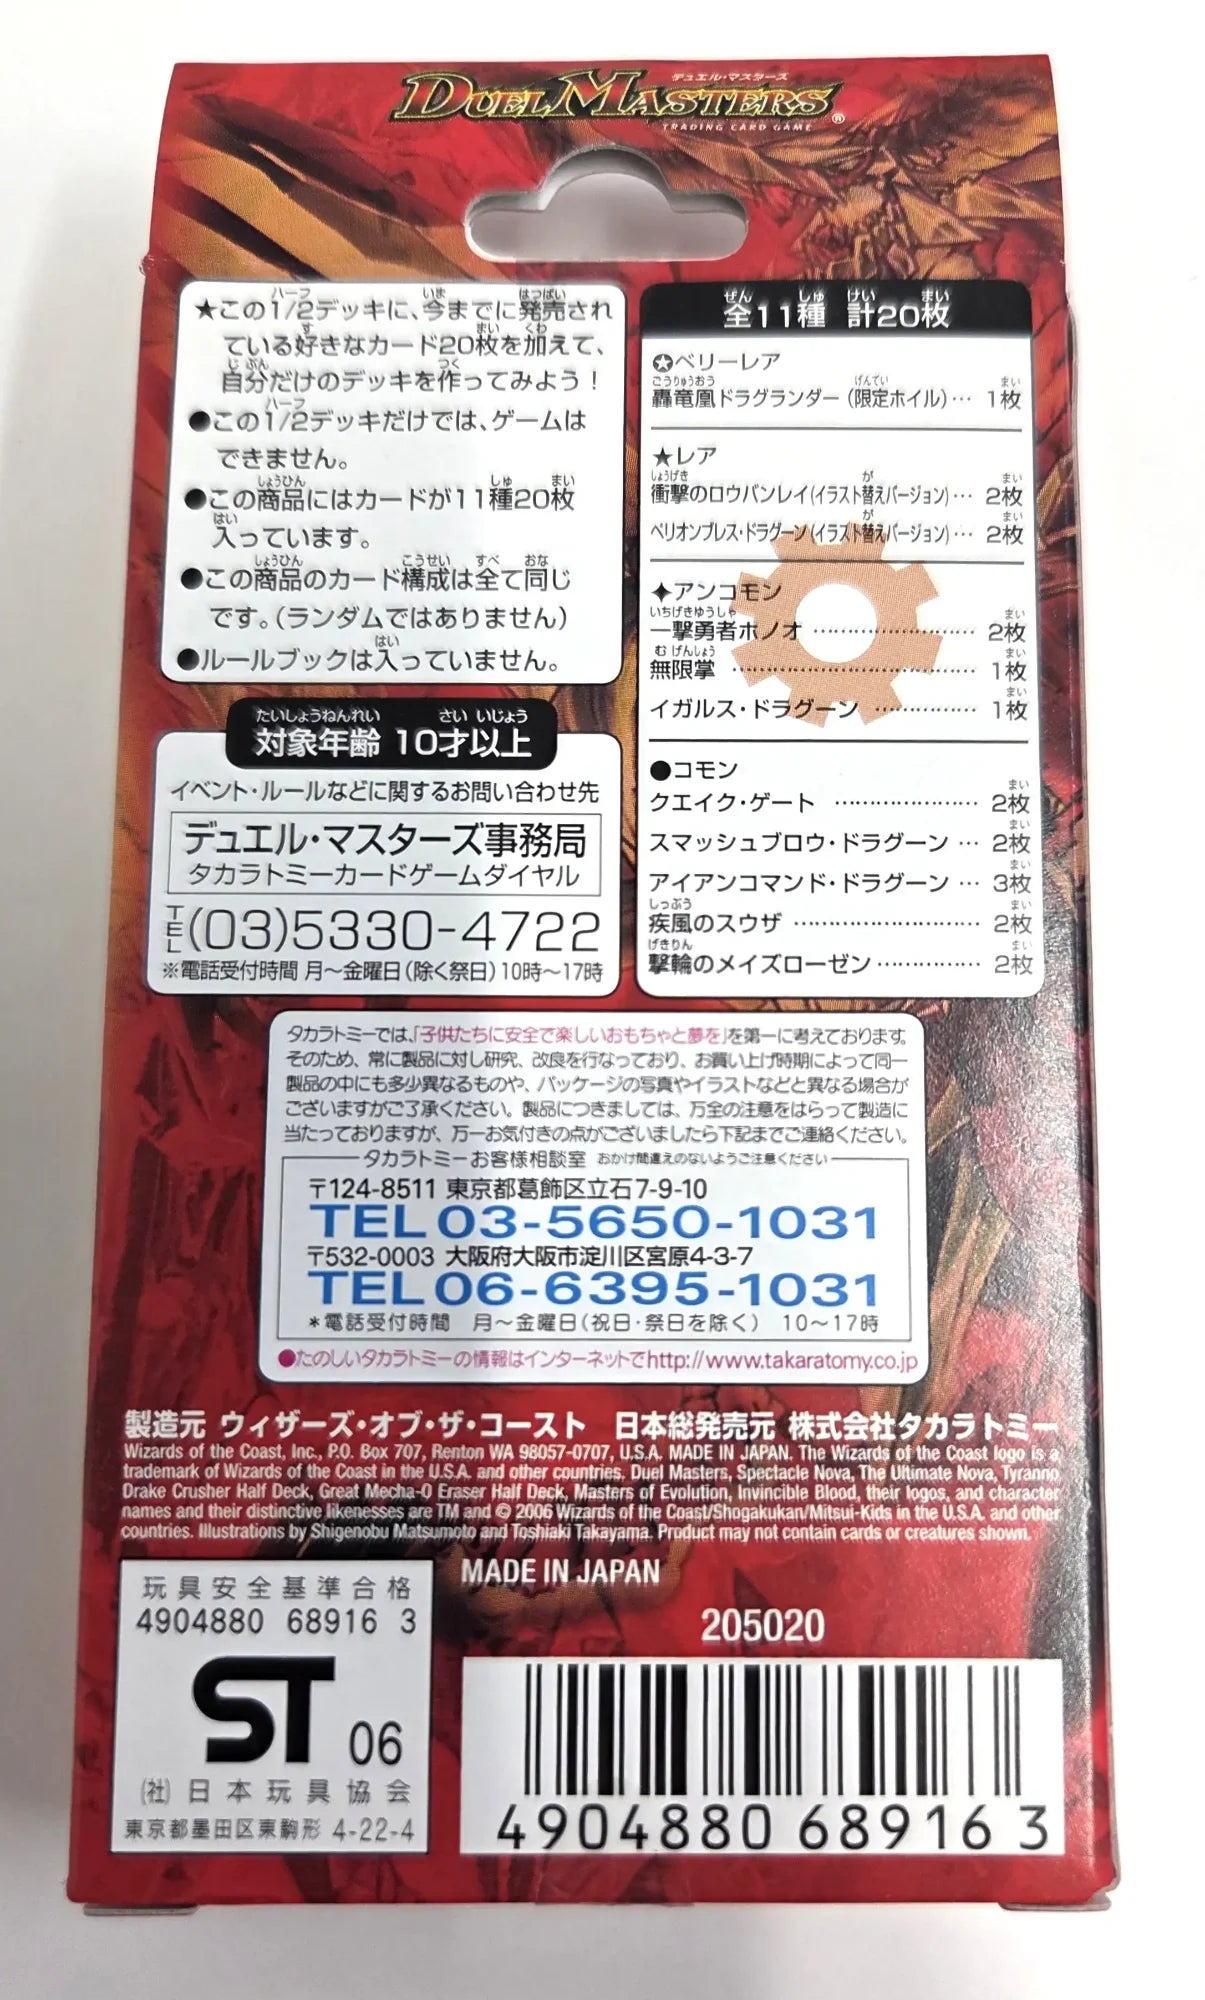 デュエル・マスターズ
DUEL MASTERS®
TRADING CARD GAME
★この1/2デッキに、今までに発売され
ている好きなカード20枚を加えて、
自分だけのデッキを作ってみよう！
●この1/2デッキだけでは、ゲームは
できません。
●この商品にはカードが11種20枚
入っています。
●この商品のカード構成は全て同じ
です。（ランダムではありません）
●ルールブックは入っていません。
対象年齢 10才以上
イベント・ルールなどに関するお問い合わせ先
デュエル・マスターズ事務局
タカラトミーカードゲームダイヤル
TEL(03)5330-4722
※電話受付時間 月〜金曜日（除く祭日）10時〜17時
全11種 計20枚
✪ベリーレア
轟竜凰ドラグランダー（限定ホイル）… 1枚
★レア
衝撃のロウバンレイ（イラスト替えバージョン）… 2枚
ペリオンブレス・ドラグーン（イラスト替えバージョン）… 2枚
✦アンコモン
一撃勇者ホノオ …………………… 2枚
無限掌 …………………………… 1枚
イガルス・ドラグーン …………… 1枚
●コモン
クエイク・ゲート ………………… 2枚
スマッシュブロウ・ドラグーン … 2枚
アイアンコマンド・ドラグーン … 3枚
疾風のスウザ …………………… 2枚
撃輪のメイズローゼン …………… 2枚
タカラトミーでは、「子供たちに安全で楽しいおもちゃと夢を」を第一に考えております。
そのため、常に製品に対し研究、改良を行なっており、お買い上げ時期によって同一
製品の中にも多少異なるものや、パッケージの写真やイラストなどと異なる場合が
ございますがご了承ください。製品につきましては、万全の注意をはらって製造に
当たっておりますが、万一お気付きの点がございましたら下記までご連絡ください。
タカラトミーお客様相談室 おかけ間違えのないようご注意ください
〒124-8511 東京都葛飾区立石7-9-10
TEL 03-5650-1031
〒532-0003 大阪府大阪市淀川区宮原4-3-7
TEL 06-6395-1031
＊電話受付時間 月〜金曜日（祝日・祭日を除く） 10〜17時
●たのしいタカラトミーの情報はインターネットでhttp://www.takaratomy.co.jp
製造元 ウィザーズ・オブ・ザ・コースト 日本総発売元 株式会社タカラトミー
Wizards of the Coast, Inc., P.O. Box 707, Renton WA 98057-0707, U.S.A. MADE IN JAPAN. The Wizards of the Coast logo is a
trademark of Wizards of the Coast in the U.S.A. and other countries. Duel Masters, Spectacle Nova, The Ultimate Nova, Tyranno
Drake Crusher Half Deck, Great Mecha-O Eraser Half Deck, Masters of Evolution, Invincible Blood, their logos, and character
names and their distinctive likenesses are TM and © 2006 Wizards of the Coast/Shogakukan/Mitsui-Kids in the U.S.A. and other
countries. Illustrations by Shigenobu Matsumoto and Toshiaki Takayama. Product may not contain cards or creatures shown.
MADE IN JAPAN
玩具安全基準合格
4904880 68916 3
ST 06
(社)日本玩具協会
東京都墨田区東駒形 4-22-4
205020
4904880689163